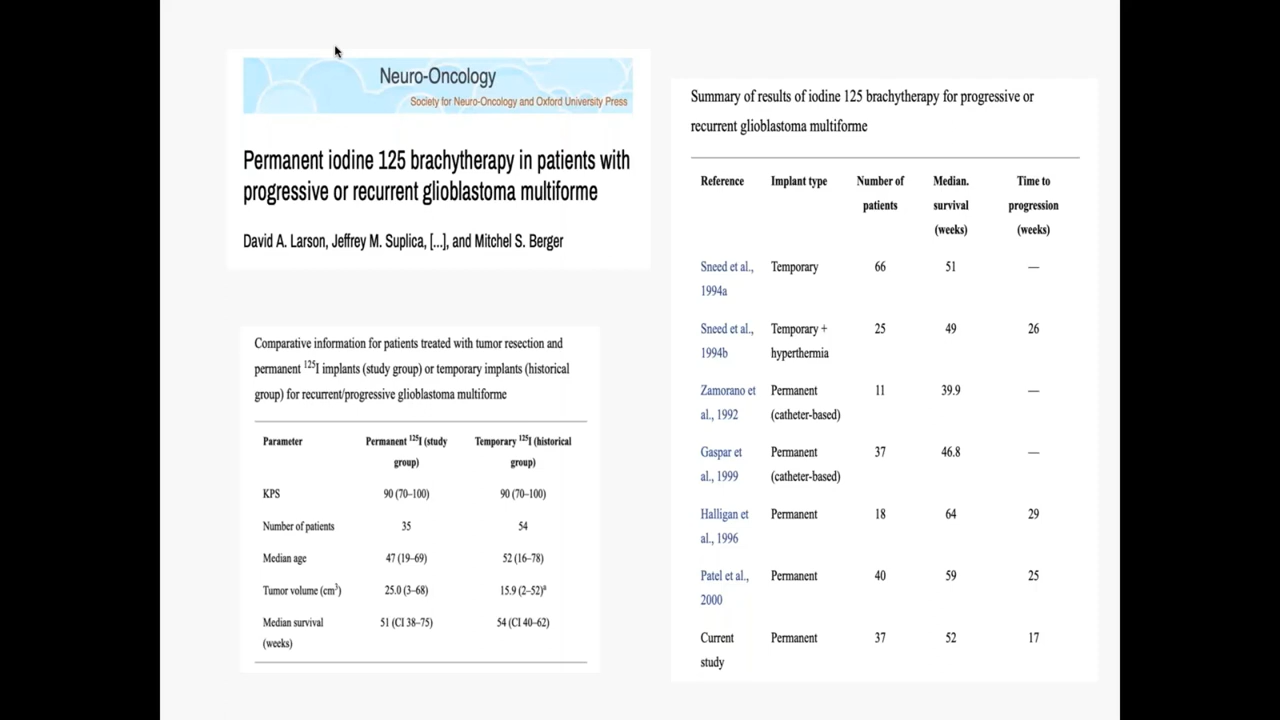 Neuro-Oncology
Society for Neuro-Oncology and Oxford University Press
Permanent iodine 125 brachytherapy in patients with
progressive or recurrent glioblastoma multiforme
David A. Larson, Jeffrey M. Suplica, [...], and Mitchel S. Berger
Comparative information for patients treated with tumor resection and
permanent ¹²⁵I implants (study group) or temporary implants (historical
group) for recurrent/progressive glioblastoma multiforme
Parameter Permanent ¹²⁵I (study Temporary ¹²⁵I (historical
group) group)
KPS 90 (70–100) 90 (70–100)
Number of patients 35 54
Median age 47 (19–69) 52 (16–78)
Tumor volume (cm³) 25.0 (3–68) 15.9 (2–52)ª
Median survival 51 (CI 38–75) 54 (CI 40–62)
(weeks)
Summary of results of iodine 125 brachytherapy for progressive or
recurrent glioblastoma multiforme
Reference Implant type Number of Median. Time to
patients survival progression
(weeks) (weeks)
Sneed et al., Temporary 66 51 —
1994a
Sneed et al., Temporary + 25 49 26
1994b hyperthermia
Zamorano et Permanent 11 39.9 —
al., 1992 (catheter-based)
Gaspar et Permanent 37 46.8 —
al., 1999 (catheter-based)
Halligan et Permanent 18 64 29
al., 1996
Patel et al., Permanent 40 59 25
2000
Current Permanent 37 52 17
study